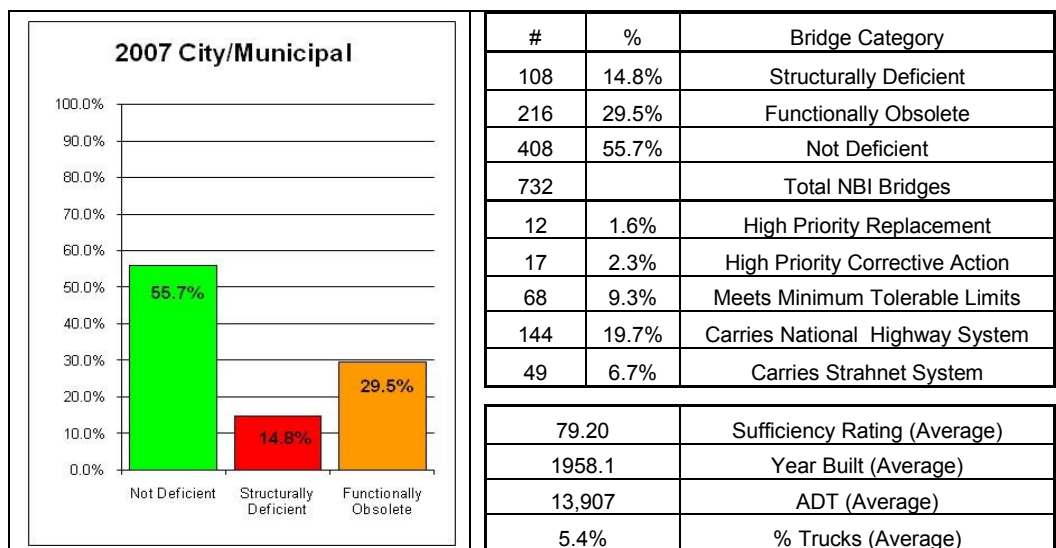 2007 City/Municipal
100.0%
90.0%
80.0%
70.0%
60.0%
50.0%
40.0%
30.0%
20.0%
10.0%
0.0%
55.7%
14.8%
29.5%
Not Deficient
Structurally
Deficient
Functionally
Obsolete
# % Bridge Category
108 14.8% Structurally Deficient
216 29.5% Functionally Obsolete
408 55.7% Not Deficient
732 Total NBI Bridges
12 1.6% High Priority Replacement
17 2.3% High Priority Corrective Action
68 9.3% Meets Minimum Tolerable Limits
144 19.7% Carries National Highway System
49 6.7% Carries Strahnet System
79.20 Sufficiency Rating (Average)
1958.1 Year Built (Average)
13,907 ADT (Average)
5.4% % Trucks (Average)